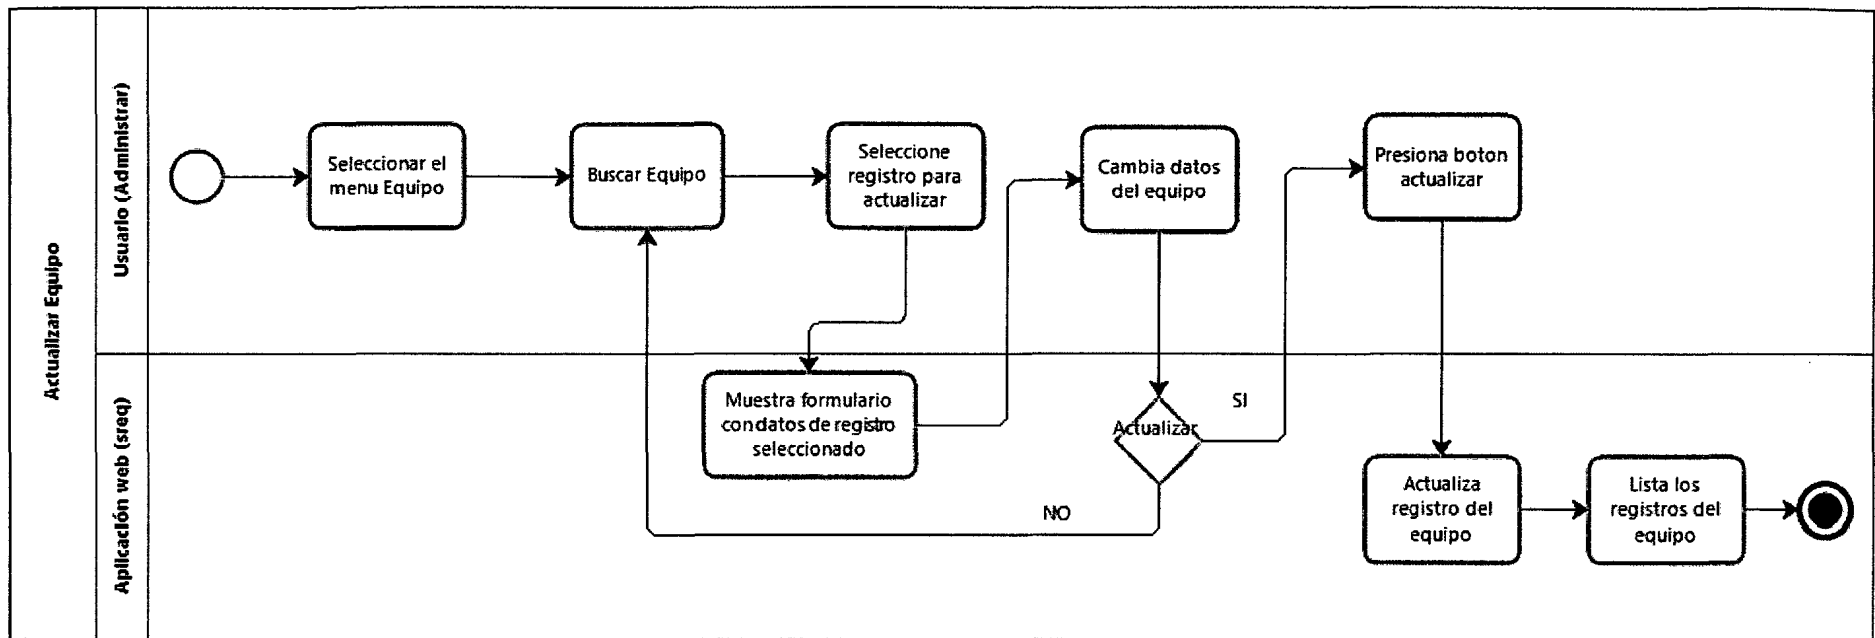 Actualizar Equipo
Usuario (Administrar)
Seleccionar el
menu Equipo
Buscar Equipo
Seleccione
registro para
actualizar
Cambia datos
del equipo
Presiona boton
actualizar
Aplicación web (sreq)
Muestra formulario
con datos de registro
seleccionado
Actualizar
SI
NO
Actualiza
registro del
equipo
Lista los
registros del
equipo